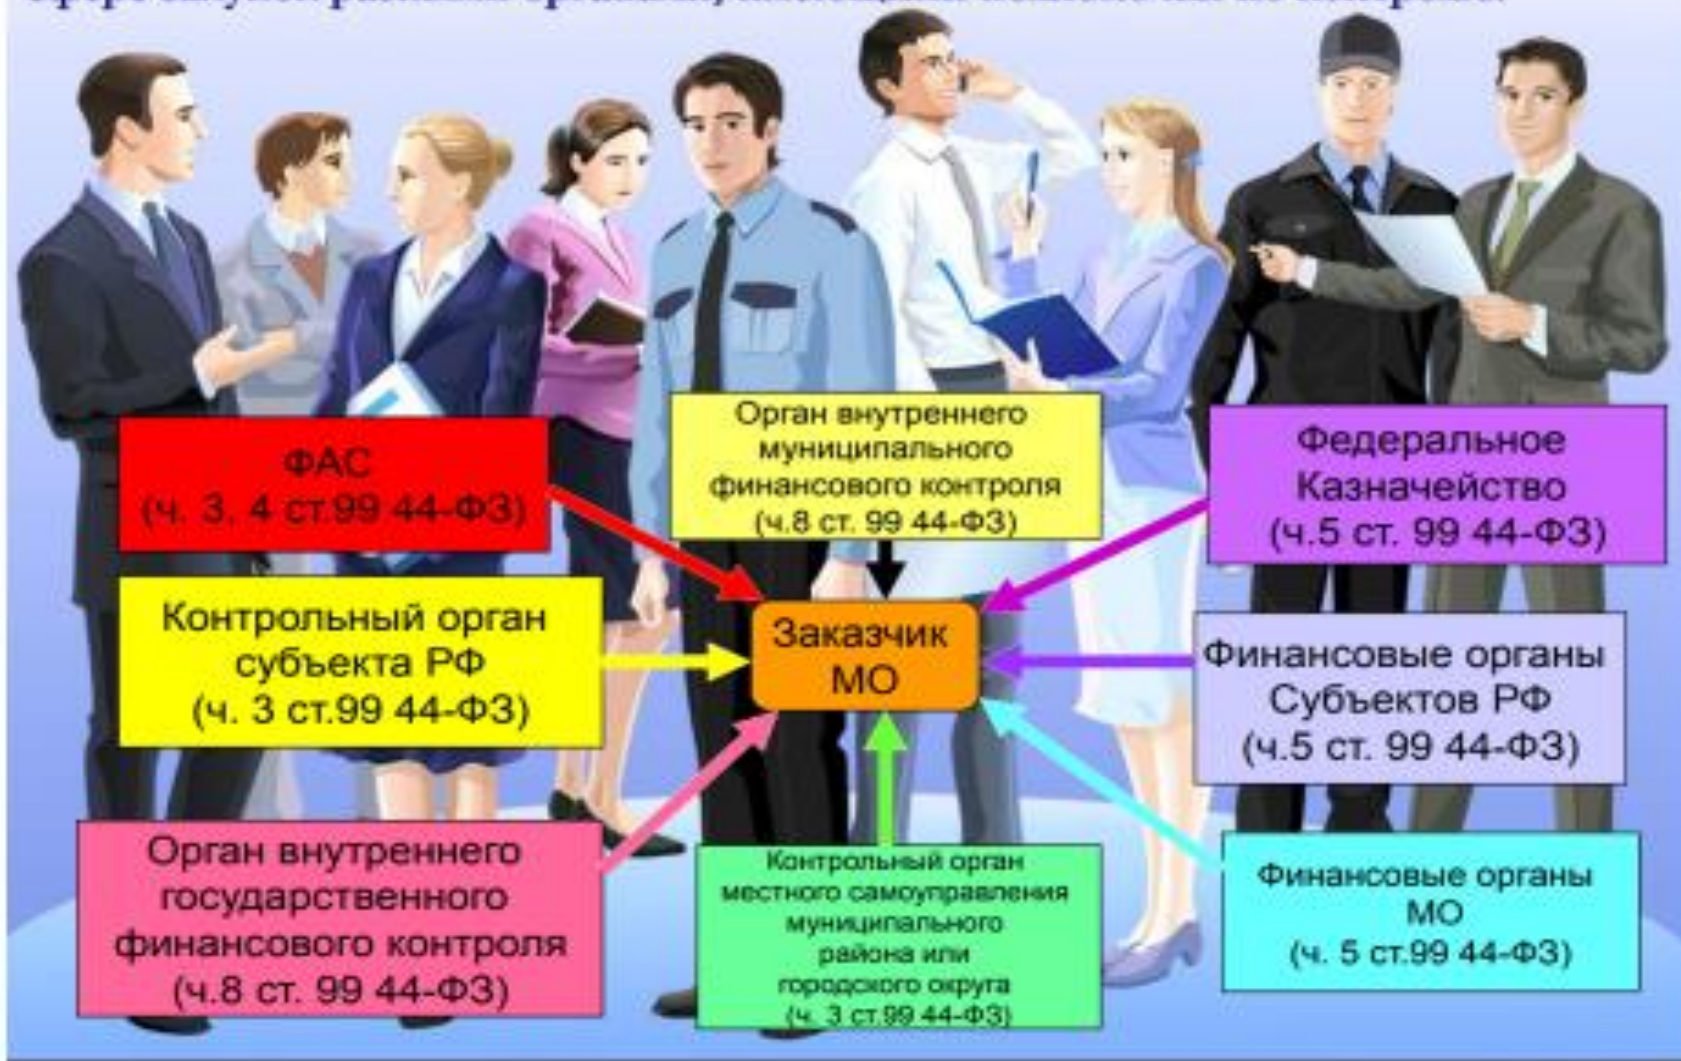 ФАС
(ч. 3. 4 ст.99 44-ФЗ)
Орган внутреннего
муниципального
финансового контроля
(ч.8 ст. 99 44-ФЗ)
Федеральное
Казначейство
(ч.5 ст. 99 44-ФЗ)
Контрольный орган
субъекта РФ
(ч. 3 ст.99 44-ФЗ)
Заказчик
МО
Финансовые органы
Субъектов РФ
(ч.5 ст. 99 44-ФЗ)
Орган внутреннего
государственного
финансового контроля
(ч.8 ст. 99 44-ФЗ)
Контрольный орган
местного самоуправления
муниципального
района или
городского округа
(ч. 3 ст.99 44-ФЗ)
Финансовые органы
МО
(ч. 5 ст.99 44-ФЗ)